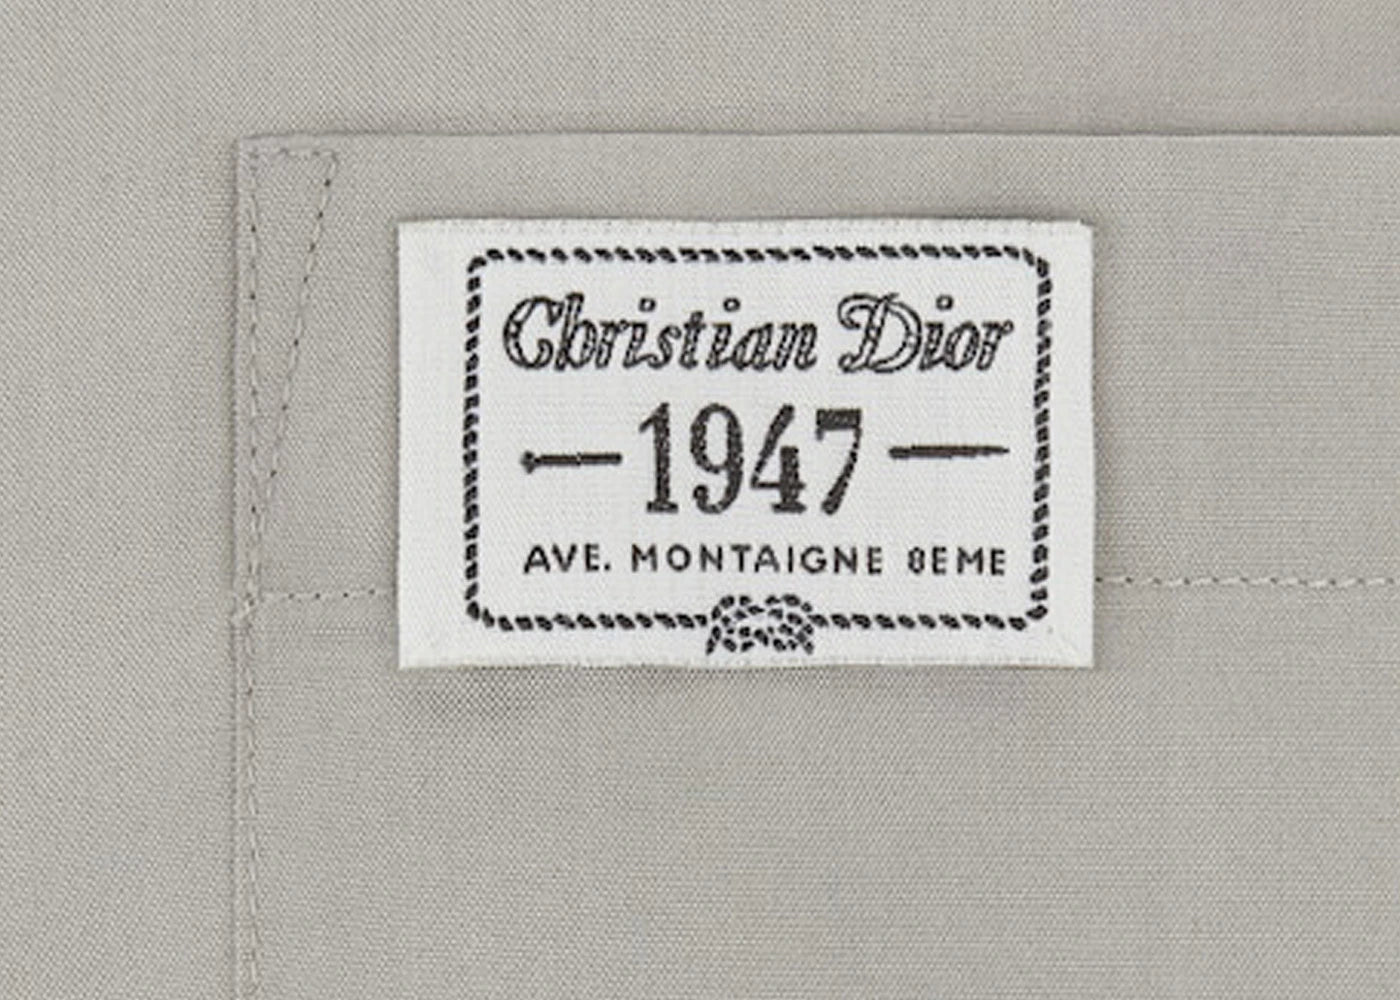 Christian Dior
1947
AVE. MONTAIGNE 8EME